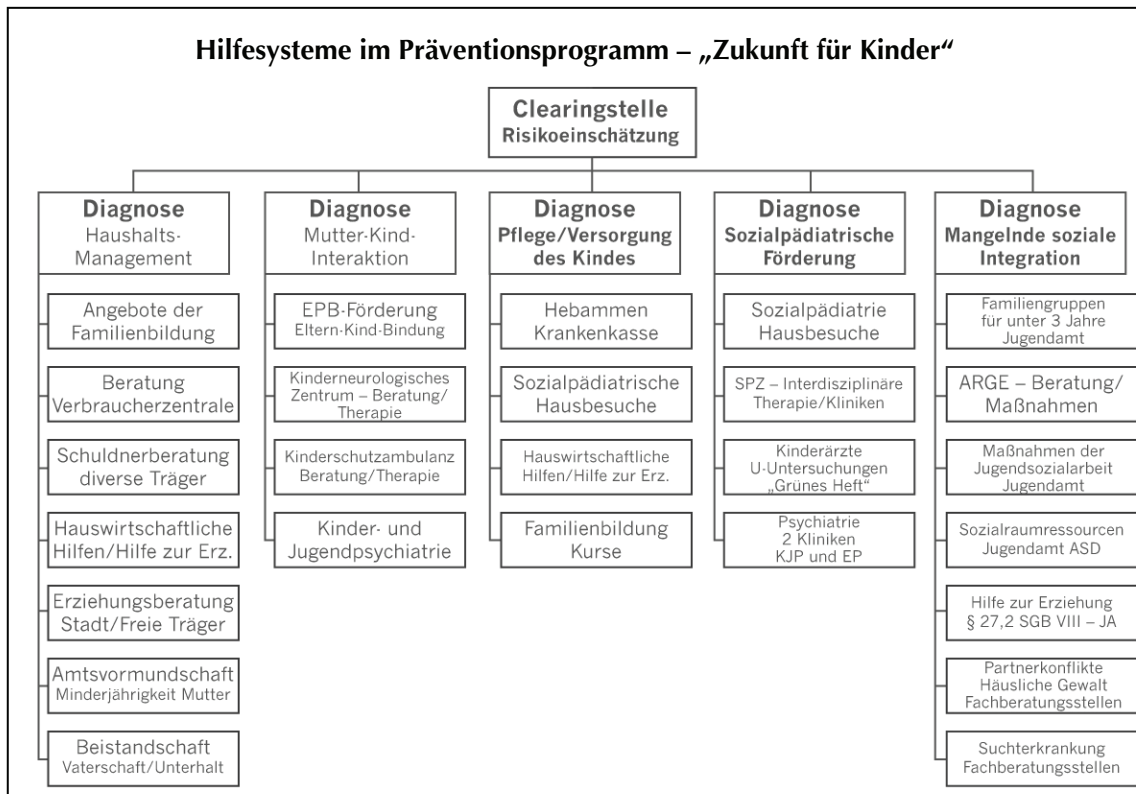 Hilfesysteme im Präventionsprogramm – „Zukunft für Kinder“
Clearingstelle
Risikoeinschätzung
Diagnose
Haushalts-
Management
Angebote der
Familienbildung
Beratung
Verbraucherzentrale
Schuldnerberatung
diverse Träger
Hauswirtschaftliche
Hilfen/Hilfe zur Erz.
Erziehungsberatung
Stadt/Freie Träger
Amtsvormundschaft
Minderjährigkeit Mutter
Beistandschaft
Vaterschaft/Unterhalt
Diagnose
Mutter-Kind-
Interaktion
EPB-Förderung
Eltern-Kind-Bindung
Kinderneurologisches
Zentrum – Beratung/
Therapie
Kinderschutzambulanz
Beratung/Therapie
Kinder- und
Jugendpsychiatrie
Diagnose
Pflege/Versorgung
des Kindes
Hebammen
Krankenkasse
Sozialpädiatrische
Hausbesuche
Hauswirtschaftliche
Hilfen/Hilfe zur Erz.
Familienbildung
Kurse
Diagnose
Sozialpädiatrische
Förderung
Sozialpädiatrie
Hausbesuche
SPZ – Interdisziplinäre
Therapie/Kliniken
Kinderärzte
U-Untersuchungen
„Grünes Heft“
Psychiatrie
2 Kliniken
KJP und EP
Diagnose
Mangelnde soziale
Integration
Familiengruppen
für unter 3 Jahre
Jugendamt
ARGE – Beratung/
Maßnahmen
Maßnahmen der
Jugendsozialarbeit
Jugendamt
Sozialraumressourcen
Jugendamt ASD
Hilfe zur Erziehung
§ 27,2 SGB VIII – JA
Partnerkonflikte
Häusliche Gewalt
Fachberatungsstellen
Suchterkrankung
Fachberatungsstellen